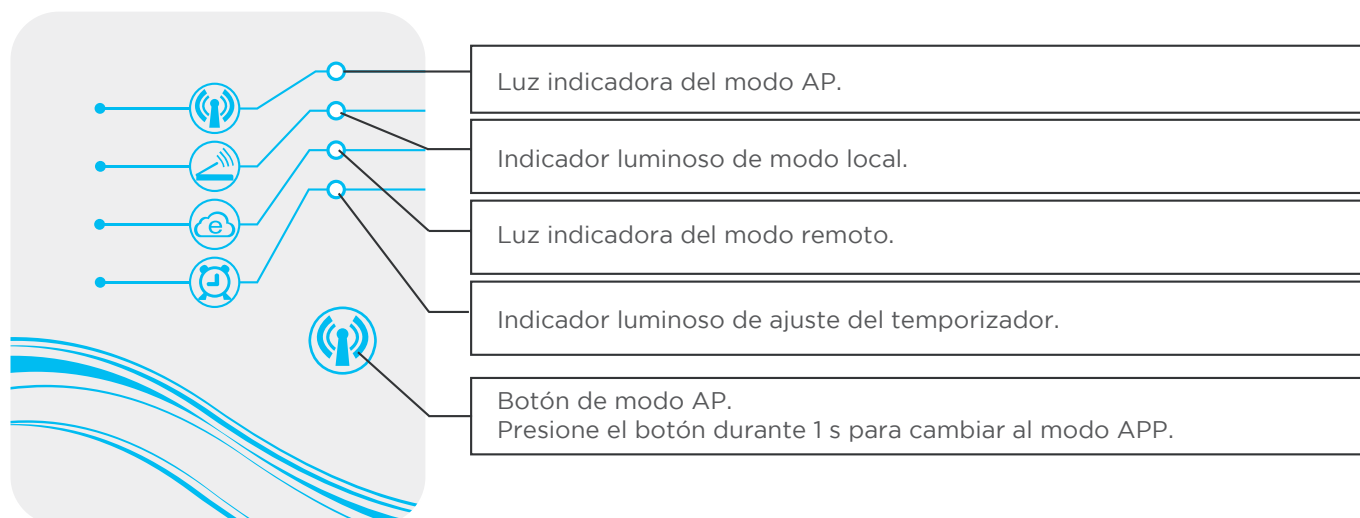 Luz indicadora del modo AP.
Indicador luminoso de modo local.
e
Luz indicadora del modo remoto.
Indicador luminoso de ajuste del temporizador.
Botón de modo AP.
Presione el botón durante 1 s para cambiar al modo APP.